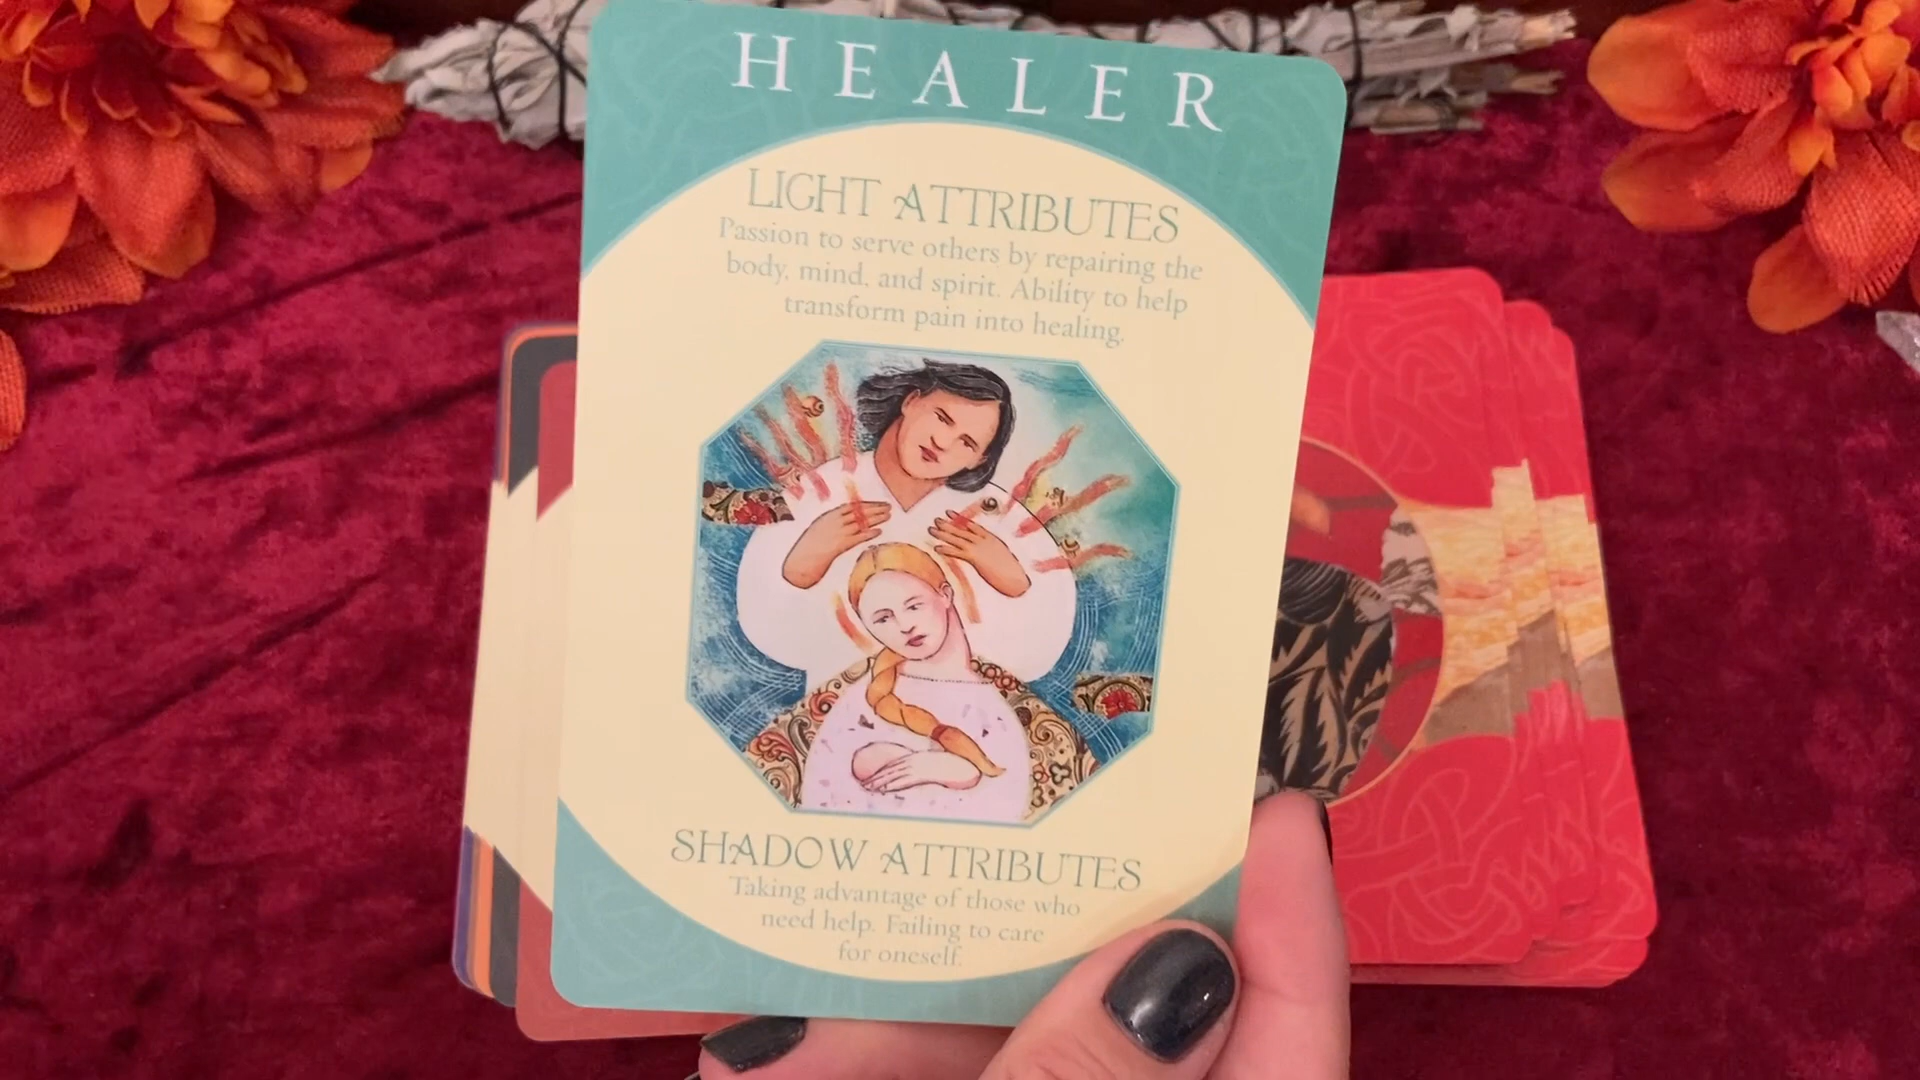 HEALER
LIGHT ATTRIBUTES
Passion to serve others by repairing the
body, mind, and spirit. Ability to help
transform pain into healing.
SHADOW ATTRIBUTES
Taking advantage of those who
need help. Failing to care
for oneself.